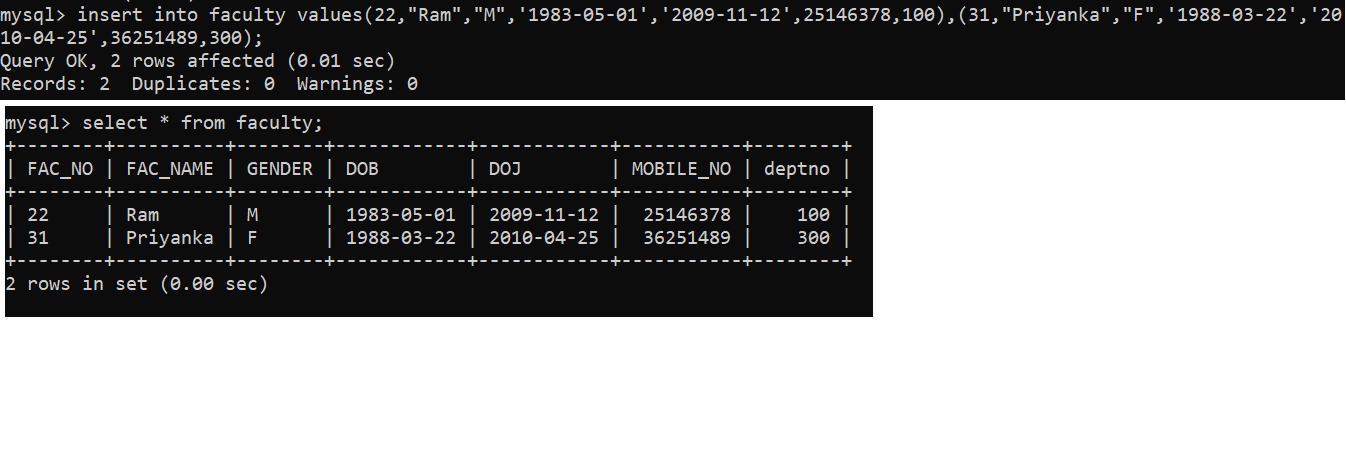 mysql> insert into faculty values(22,"Ram","M",'1983-05-01','2009-11-12',25146378,100),(31,"Priyanka","F",'1988-03-22','20
10-04-25',36251489,300);
Query OK, 2 rows affected (0.01 sec)
Records: 2  Duplicates: 0  Warnings: 0
mysql> select * from faculty;
+--------+----------+--------+------------+------------+-----------+--------+
| FAC_NO | FAC_NAME | GENDER | DOB        | DOJ        | MOBILE_NO | deptno |
+--------+----------+--------+------------+------------+-----------+--------+
| 22     | Ram      | M      | 1983-05-01 | 2009-11-12 |  25146378 |    100 |
| 31     | Priyanka | F      | 1988-03-22 | 2010-04-25 |  36251489 |    300 |
+--------+----------+--------+------------+------------+-----------+--------+
2 rows in set (0.00 sec)